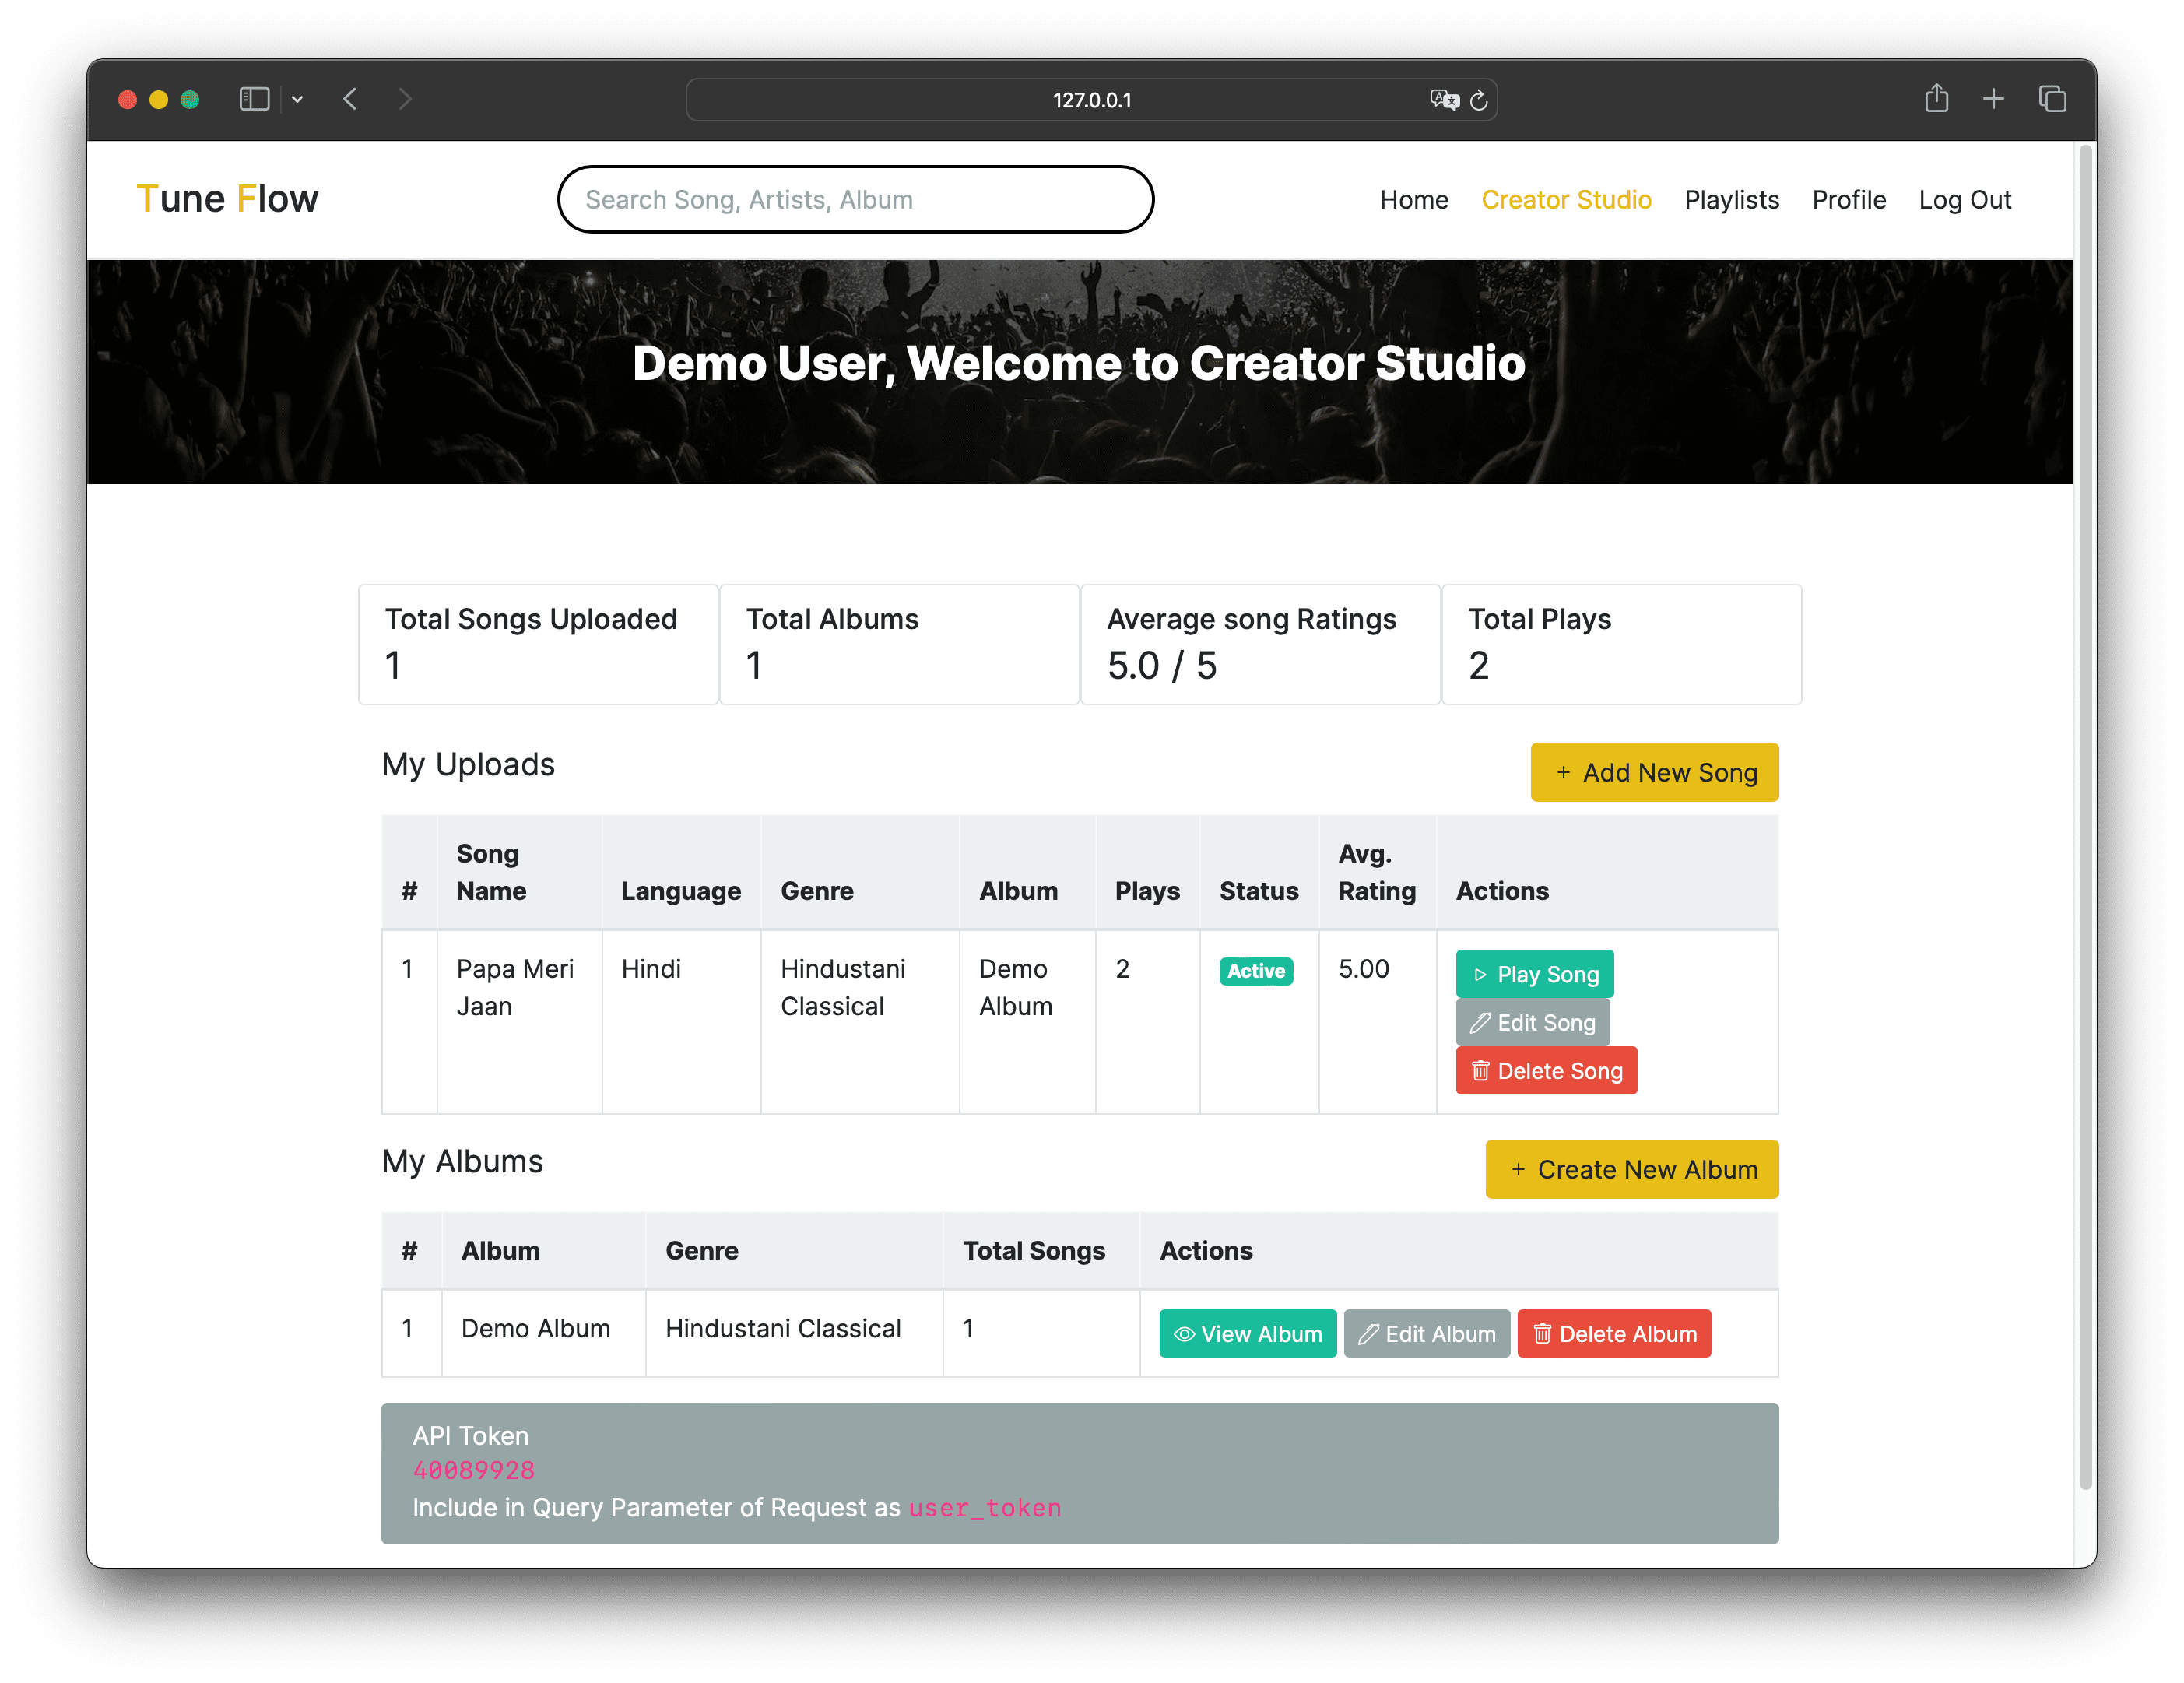 127.0.0.1
Tune Flow
Search Song, Artists, Album
Home Creator Studio Playlists Profile Log Out
Demo User, Welcome to Creator Studio
Total Songs Uploaded
1
Total Albums
1
Average song Ratings
5.0 / 5
Total Plays
2
My Uploads
+ Add New Song
# Song Name Language Genre Album Plays Status Avg. Rating Actions
1 Papa Meri Jaan Hindi Hindustani Classical Demo Album 2 Active 5.00
Play Song
Edit Song
Delete Song
My Albums
+ Create New Album
# Album Genre Total Songs Actions
1 Demo Album Hindustani Classical 1 View Album Edit Album Delete Album
API Token
40089928
Include in Query Parameter of Request as user_token